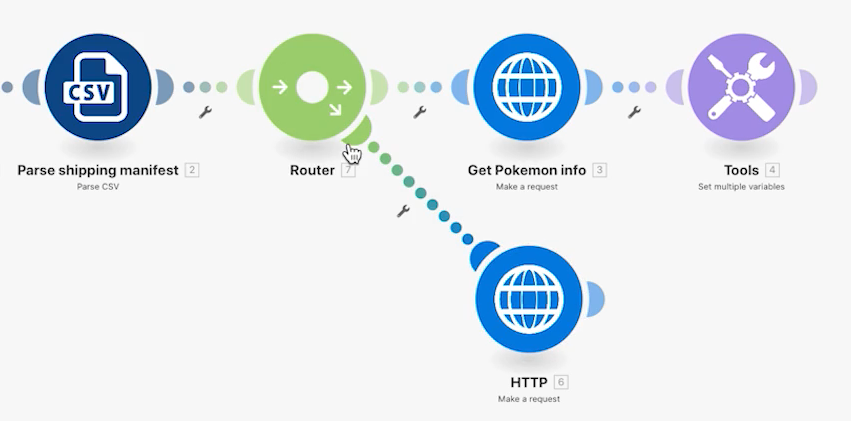 CSV
Parse shipping manifest 2
Parse CSV
Router 7
Get Pokemon info 3
Make a request
Tools 4
Set multiple variables
HTTP 6
Make a request